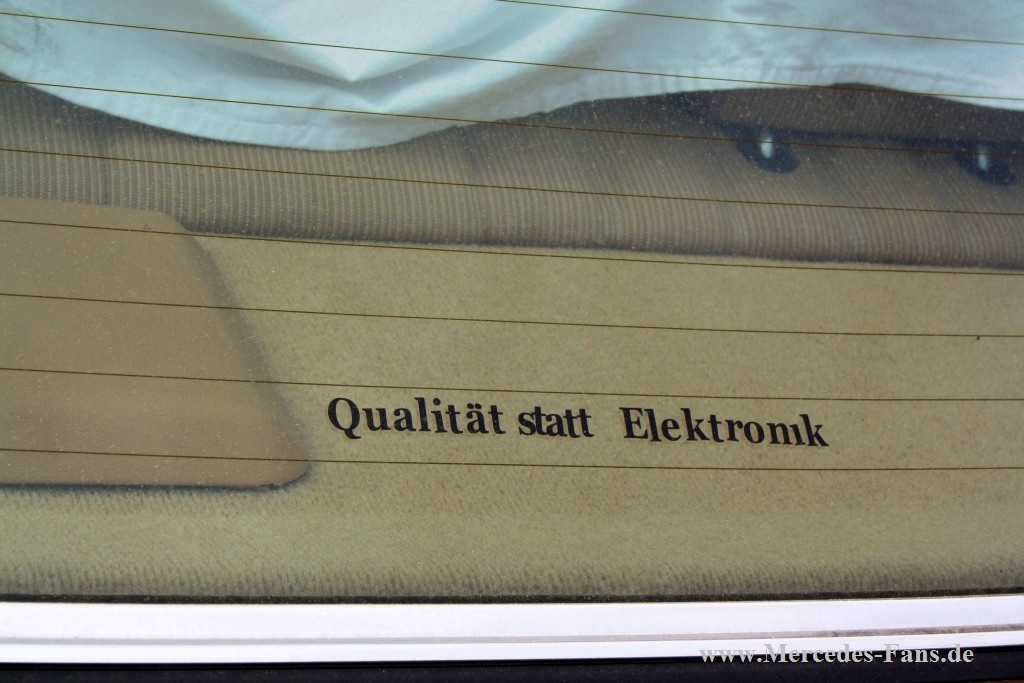 Qualität statt Elektronik
www.Mercedes-Fans.de